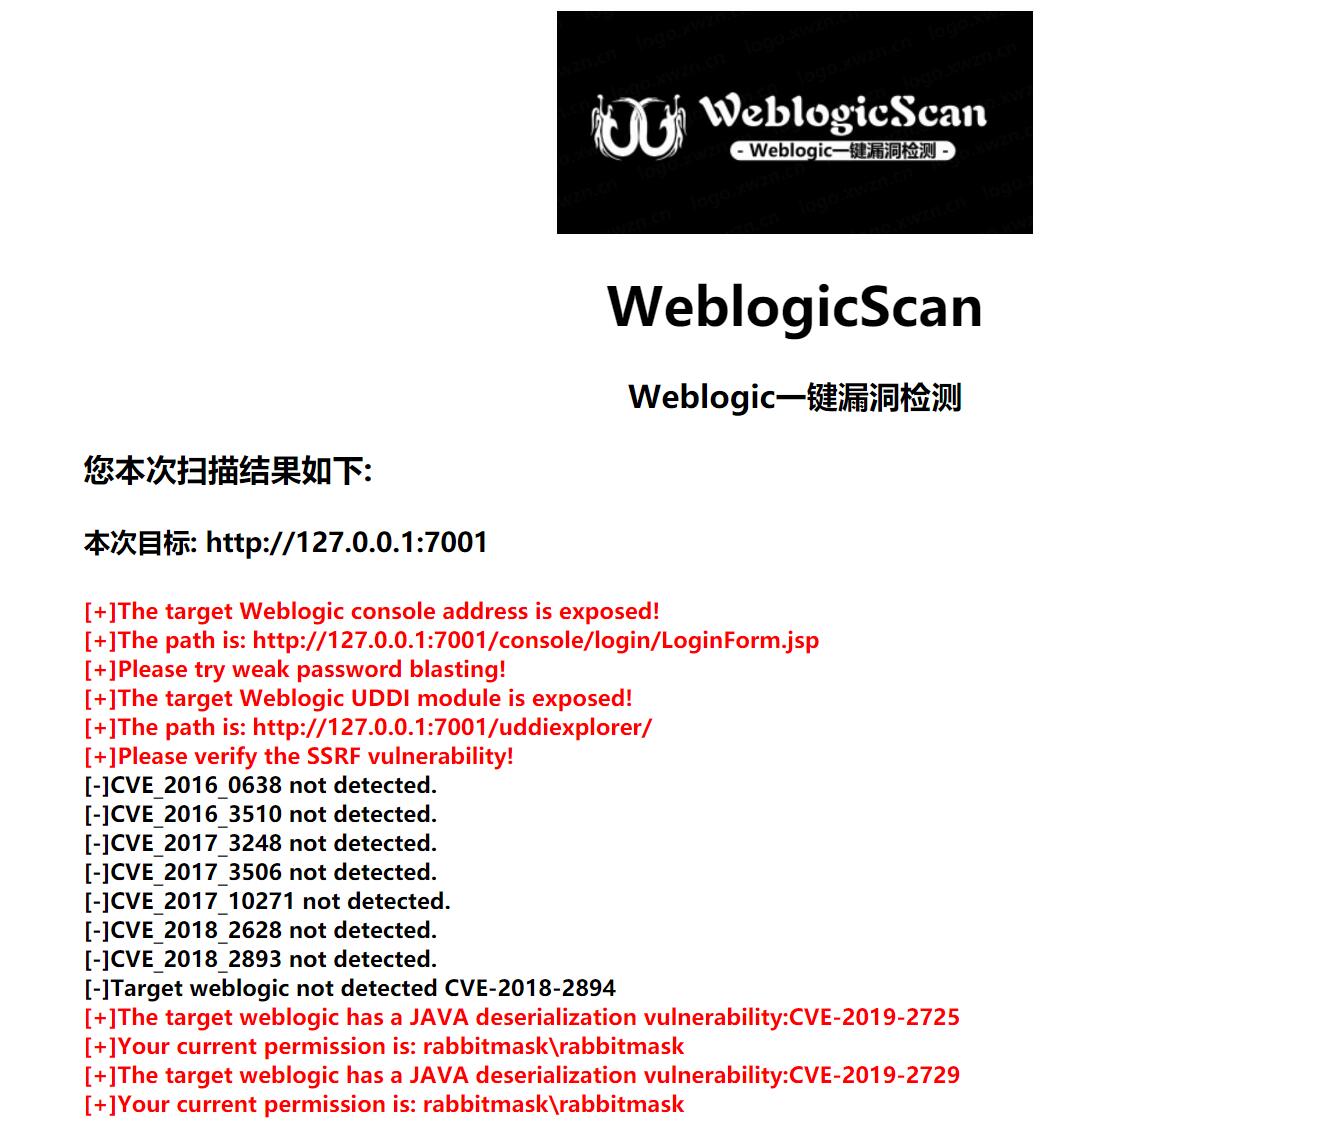 WeblogicScan
- Weblogic一键漏洞检测 -
WeblogicScan
Weblogic一键漏洞检测
您本次扫描结果如下:
本次目标: http://127.0.0.1:7001
[+]The target Weblogic console address is exposed!
[+]The path is: http://127.0.0.1:7001/console/login/LoginForm.jsp
[+]Please try weak password blasting!
[+]The target Weblogic UDDI module is exposed!
[+]The path is: http://127.0.0.1:7001/uddiexplorer/
[+]Please verify the SSRF vulnerability!
[-]CVE_2016_0638 not detected.
[-]CVE_2016_3510 not detected.
[-]CVE_2017_3248 not detected.
[-]CVE_2017_3506 not detected.
[-]CVE_2017_10271 not detected.
[-]CVE_2018_2628 not detected.
[-]CVE_2018_2893 not detected.
[-]Target weblogic not detected CVE-2018-2894
[+]The target weblogic has a JAVA deserialization vulnerability:CVE-2019-2725
[+]Your current permission is: rabbitmask\rabbitmask
[+]The target weblogic has a JAVA deserialization vulnerability:CVE-2019-2729
[+]Your current permission is: rabbitmask\rabbitmask